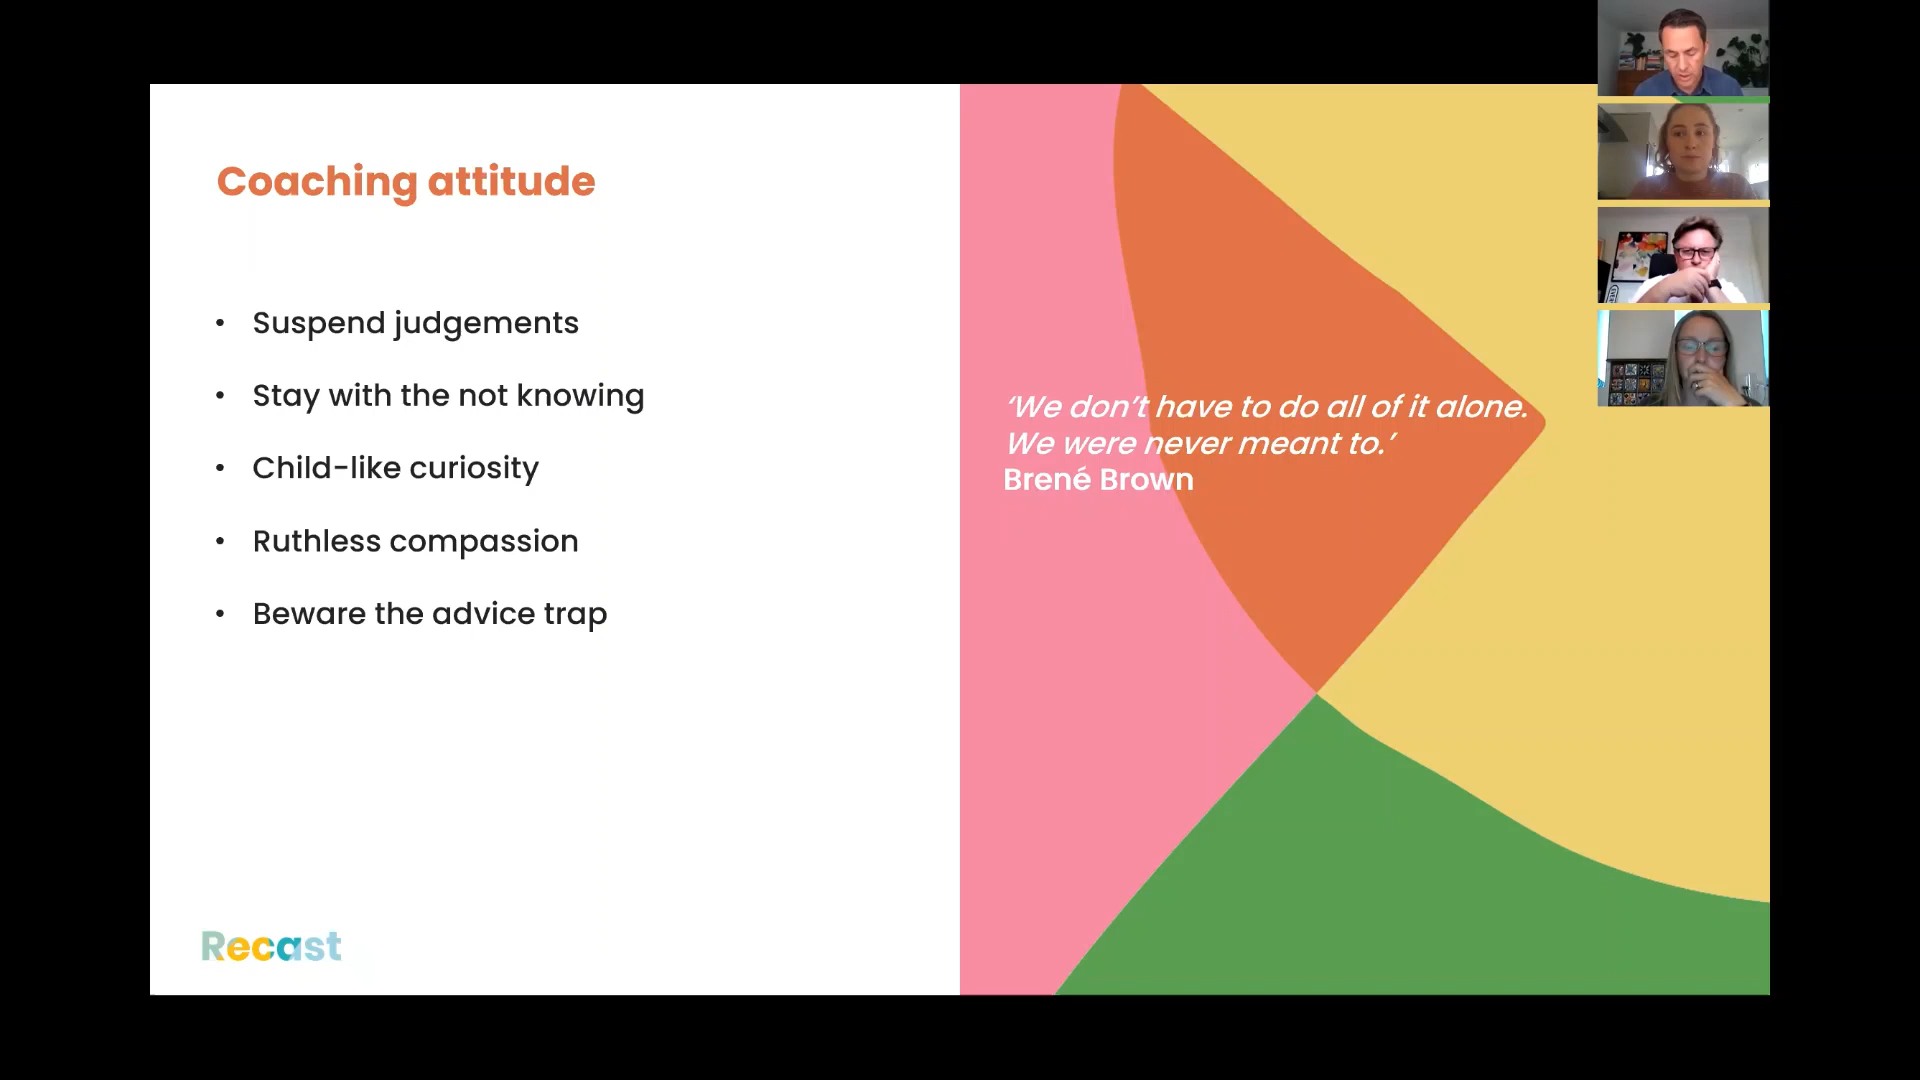 Coaching attitude
• Suspend judgements
• Stay with the not knowing
• Child-like curiosity
• Ruthless compassion
• Beware the advice trap
‘We don’t have to do all of it alone.
We were never meant to.’
Brené Brown
Recast